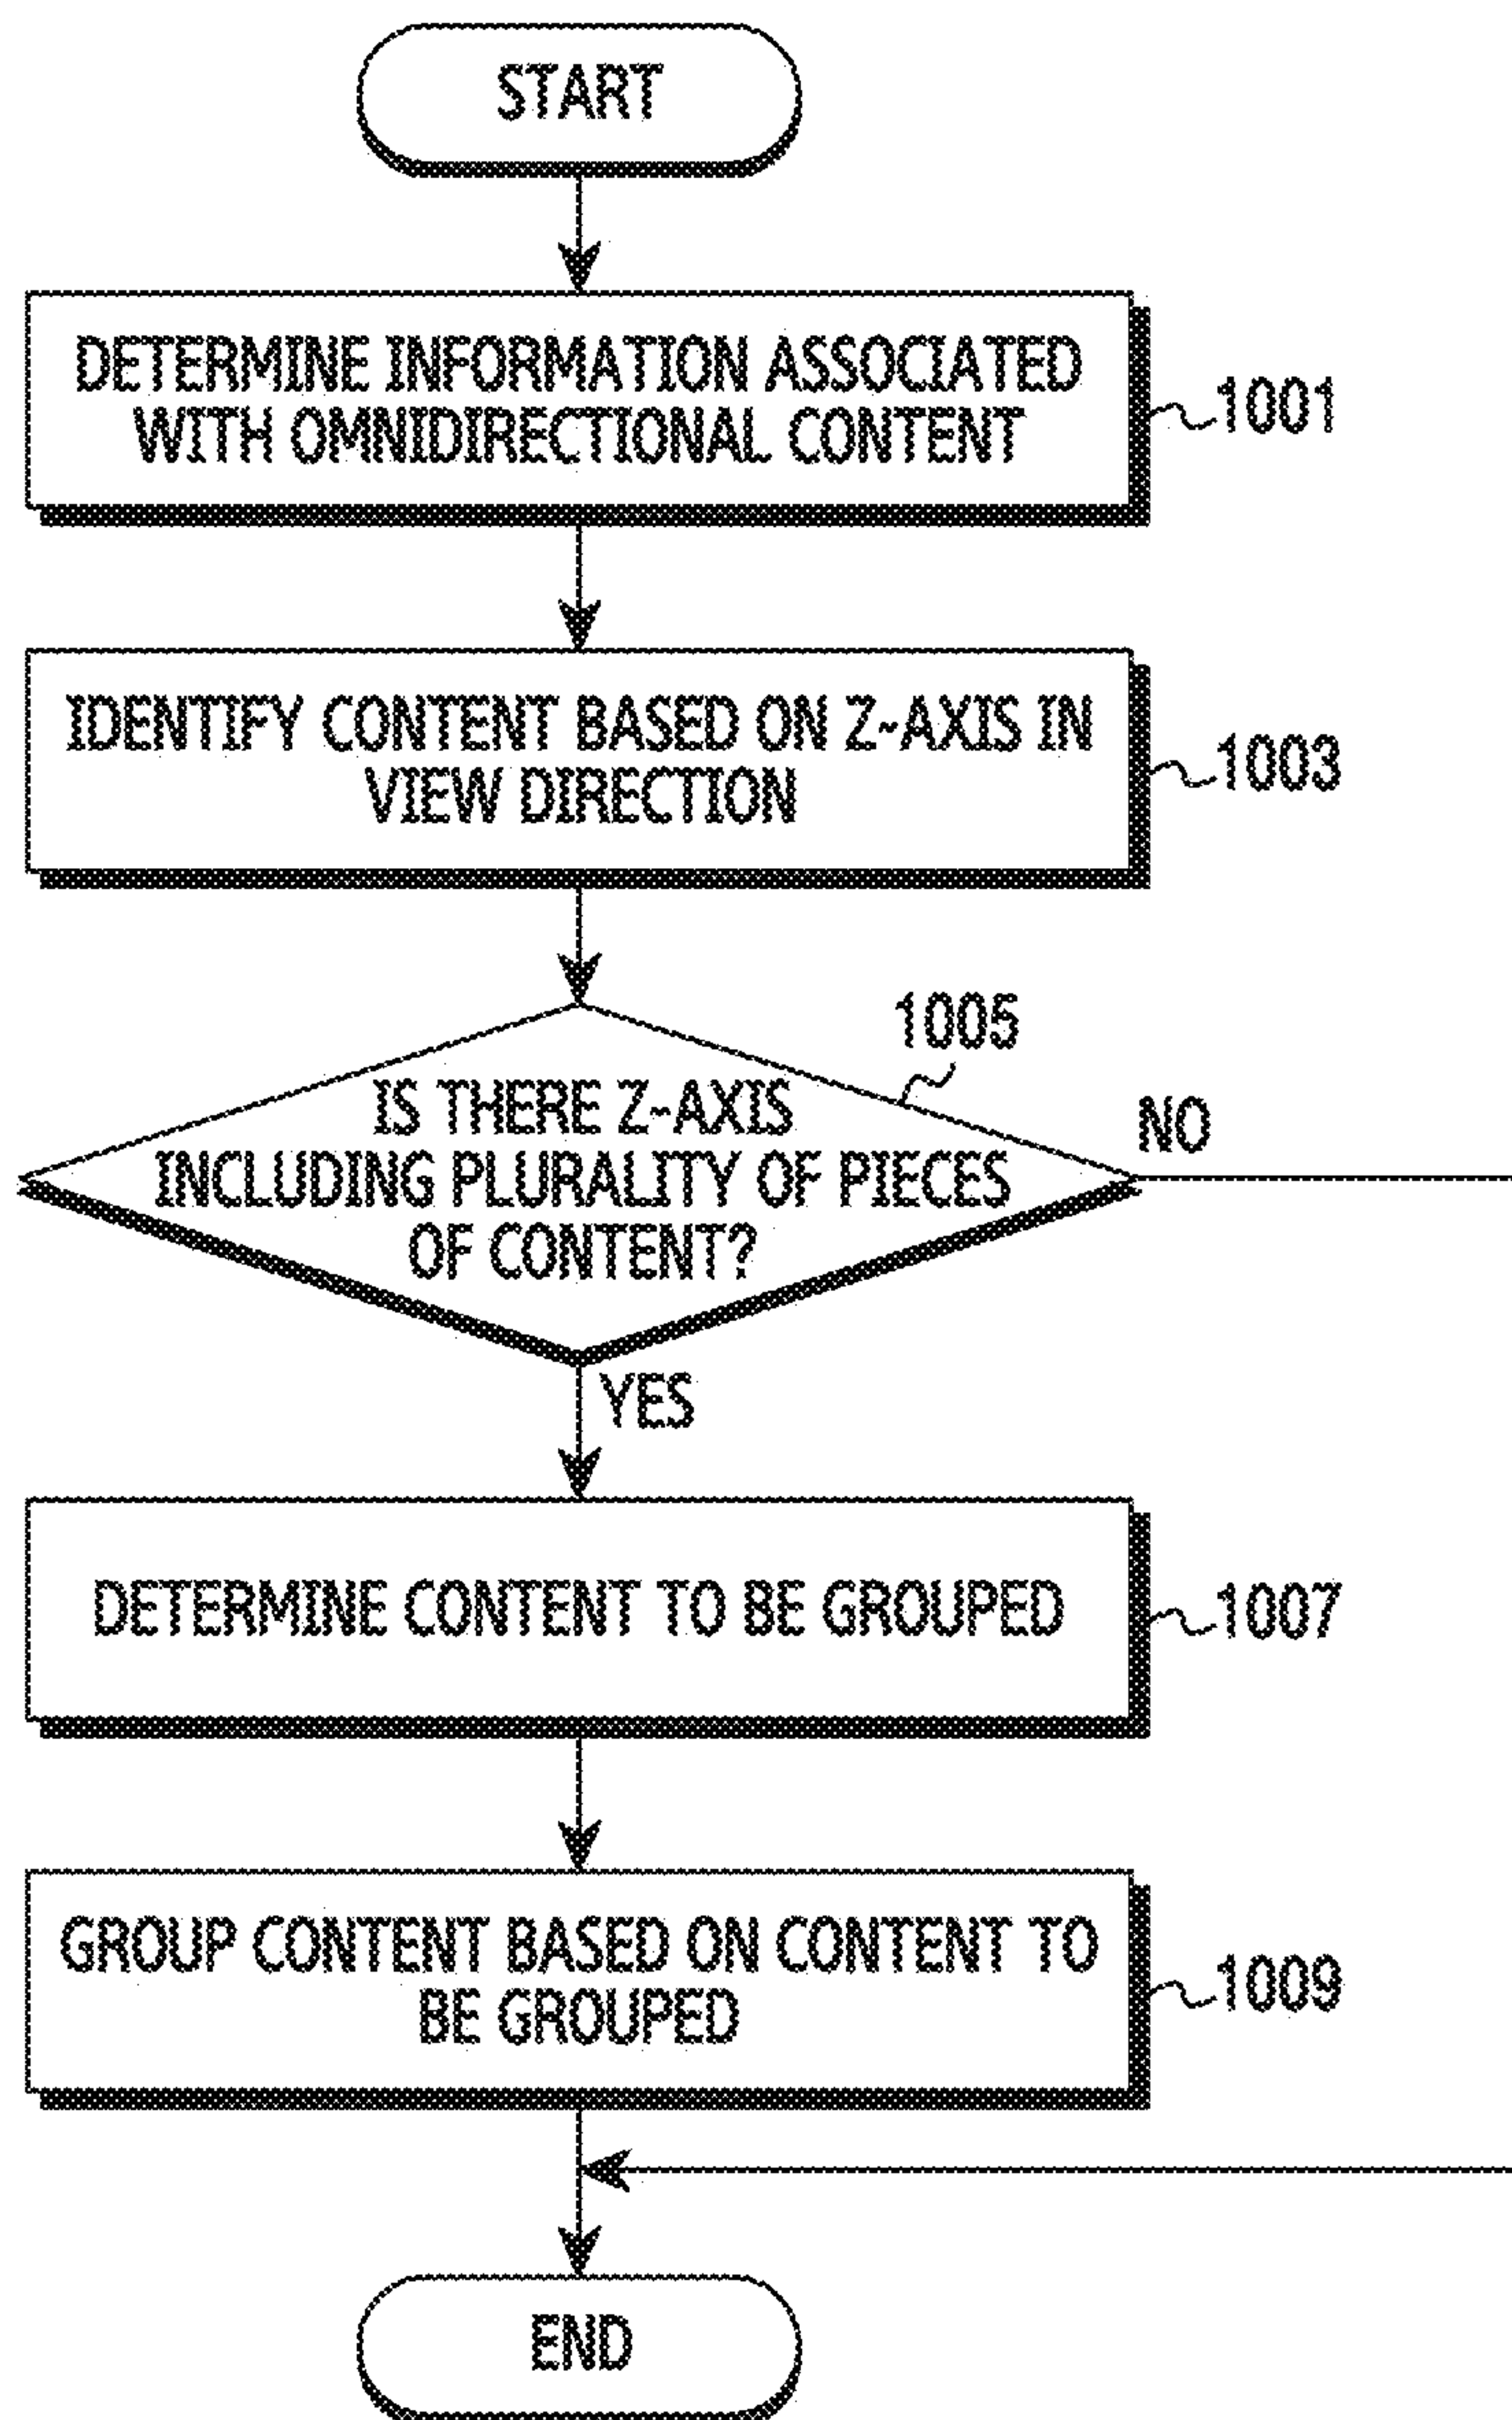 START
DETERMINE INFORMATION ASSOCIATED
WITH OMNIDIRECTIONAL CONTENT
1001
IDENTIFY CONTENT BASED ON Z-AXIS IN
VIEW DIRECTION
1003
1005
IS THERE Z-AXIS
INCLUDING PLURALITY OF PIECES
OF CONTENT?
NO
YES
DETERMINE CONTENT TO BE GROUPED
1007
GROUP CONTENT BASED ON CONTENT TO
BE GROUPED
1009
END